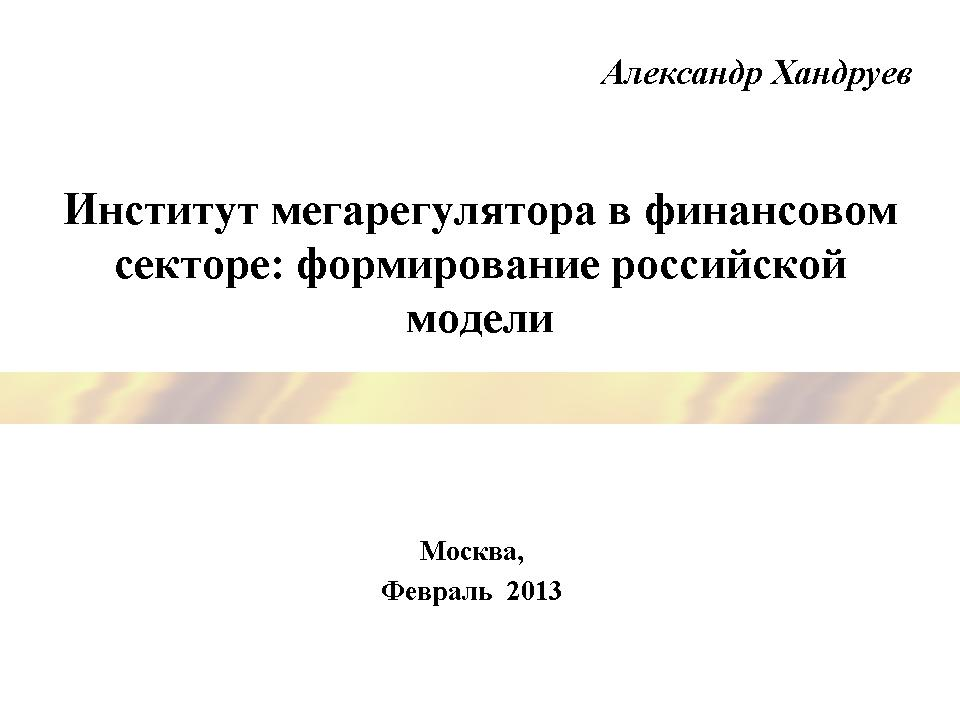 Александр Хандруев
Институт мегарегулятора в финансовом
секторе: формирование российской
модели
Москва,
Февраль 2013